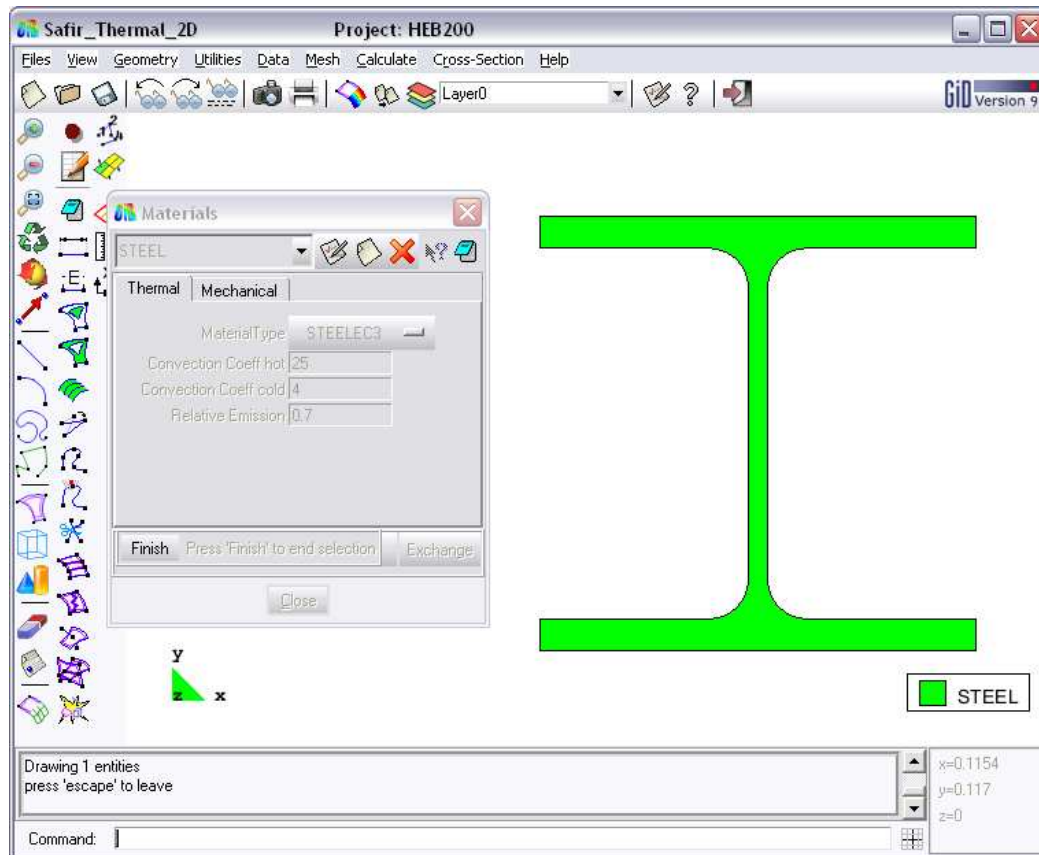 Safir_Thermal_2D Project: HEB200
Files View Geometry Utilities Data Mesh Calculate Cross-Section Help
Layer0
GiD Version 9
Materials
STEEL
Thermal Mechanical
MaterialType STEELEC3
Convection Coeff hot 25
Convection Coeff cold 4
Relative Emission 0.7
Finish Press 'Finish' to end selection Exchange
Close
y
z x
STEEL
Drawing 1 entities
press 'escape' to leave
x=0.1154
y=0.117
z=0
Command: